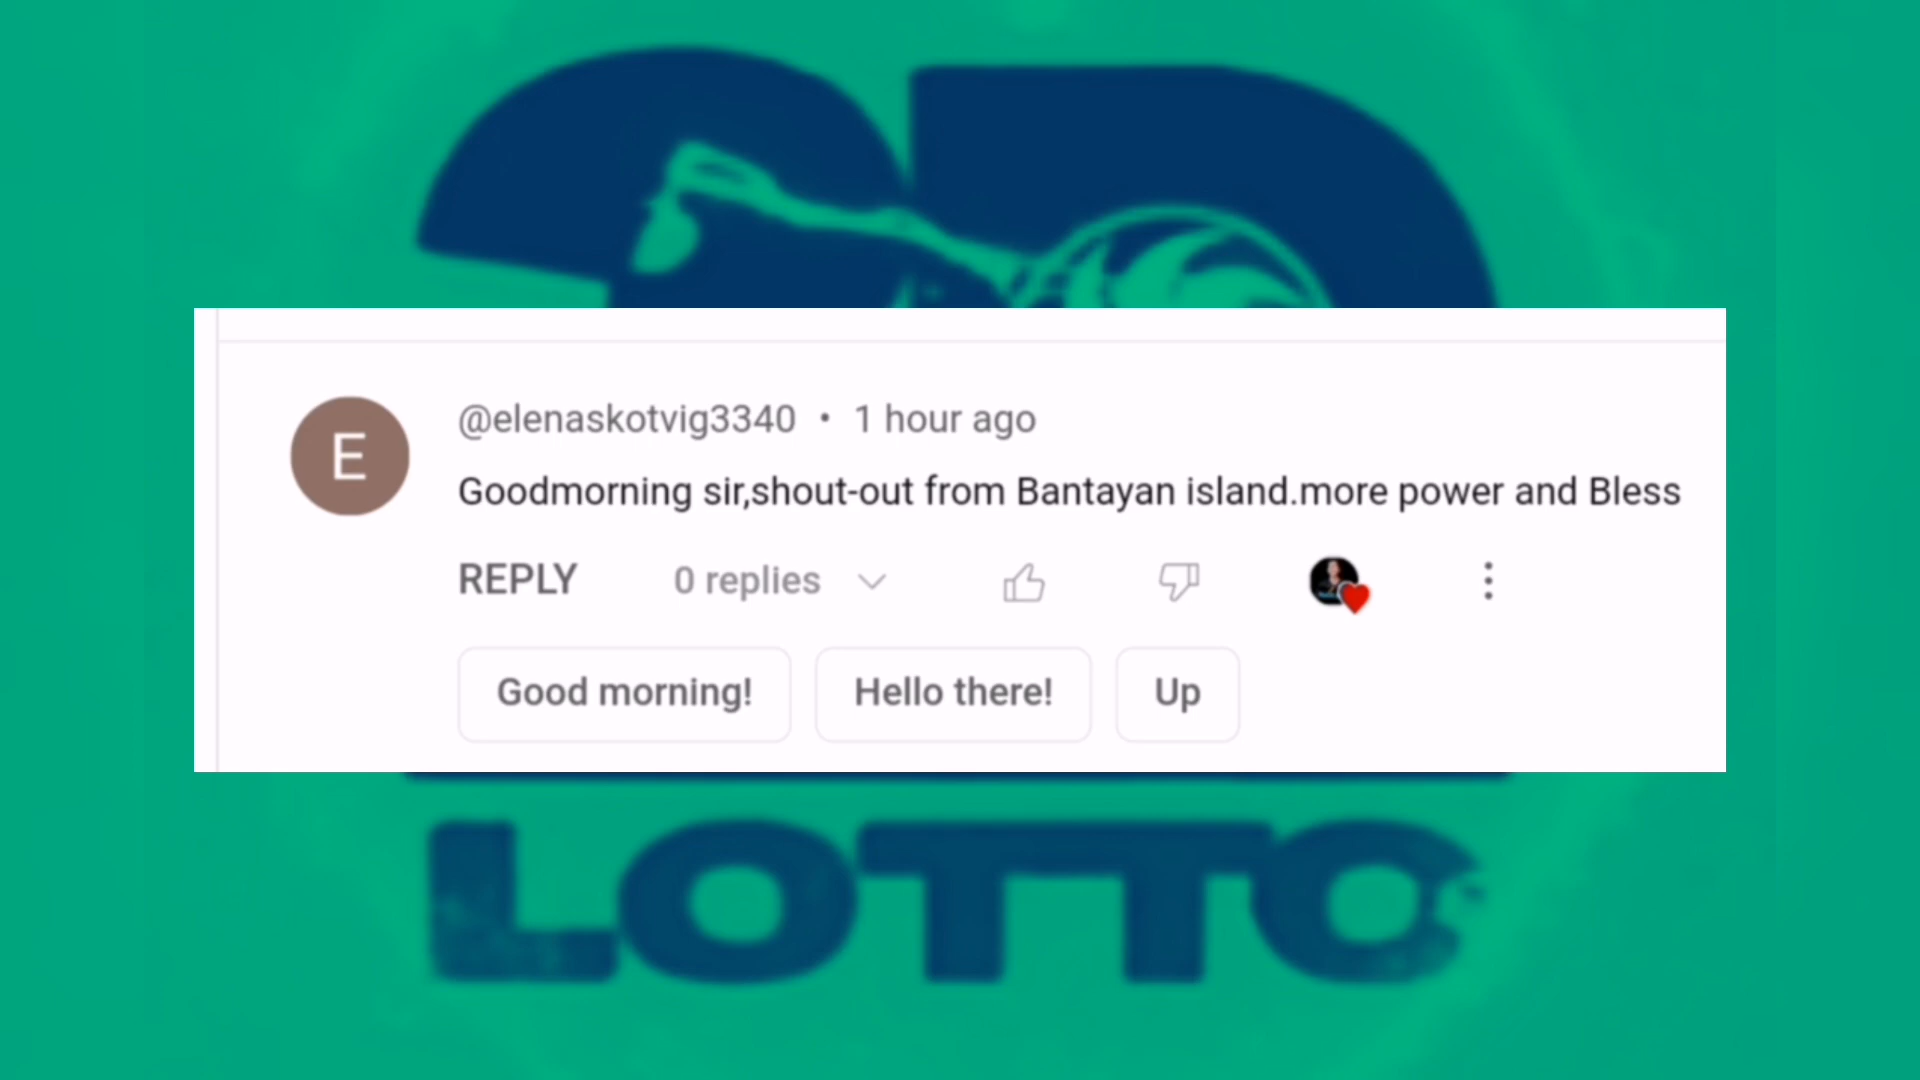 E
@elenaskotvig3340 • 1 hour ago
Goodmorning sir,shout-out from Bantayan island.more power and Bless
REPLY 0 replies
Good morning! Hello there! Up
LOTTO